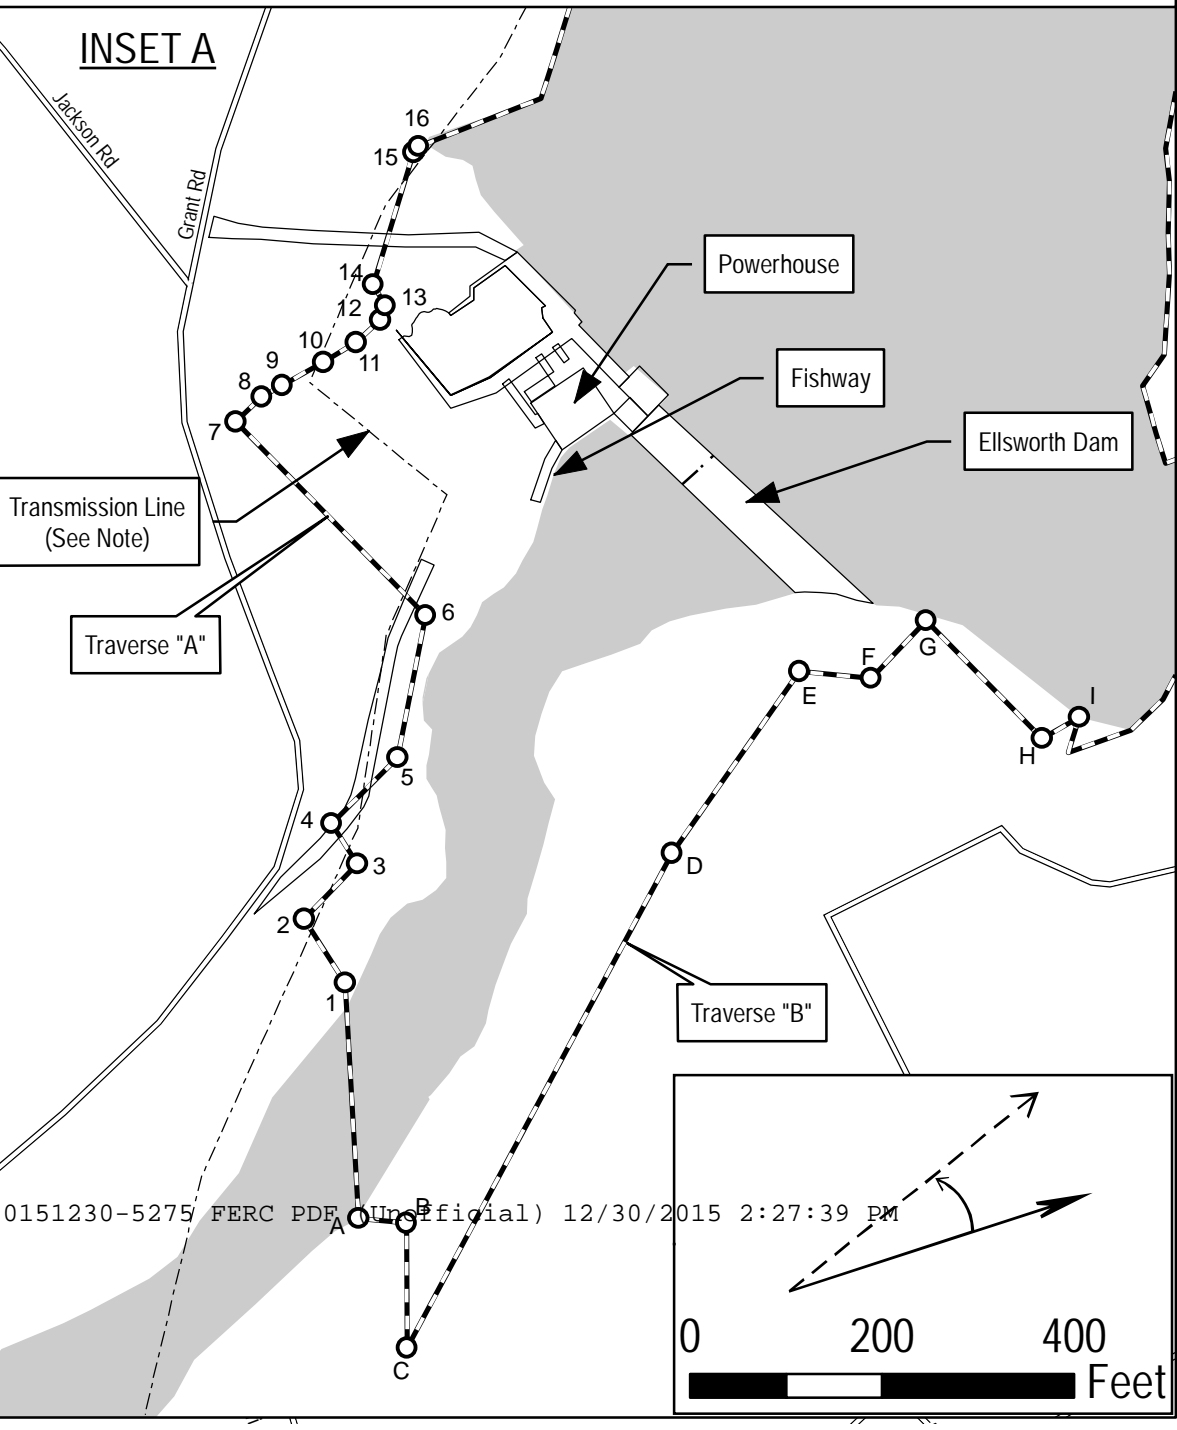 INSET A
Jackson Rd
Grant Rd
16
15
14
13
12
11
10
9
8
7
Powerhouse
Fishway
Ellsworth Dam
Transmission Line
(See Note)
Traverse "A"
6
5
4
3
2
1
E
F
G
H
I
D
Traverse "B"
A
B
C
0151230-5275 FERC PDF (Unofficial) 12/30/2015 2:27:39 PM
0 200 400
Feet